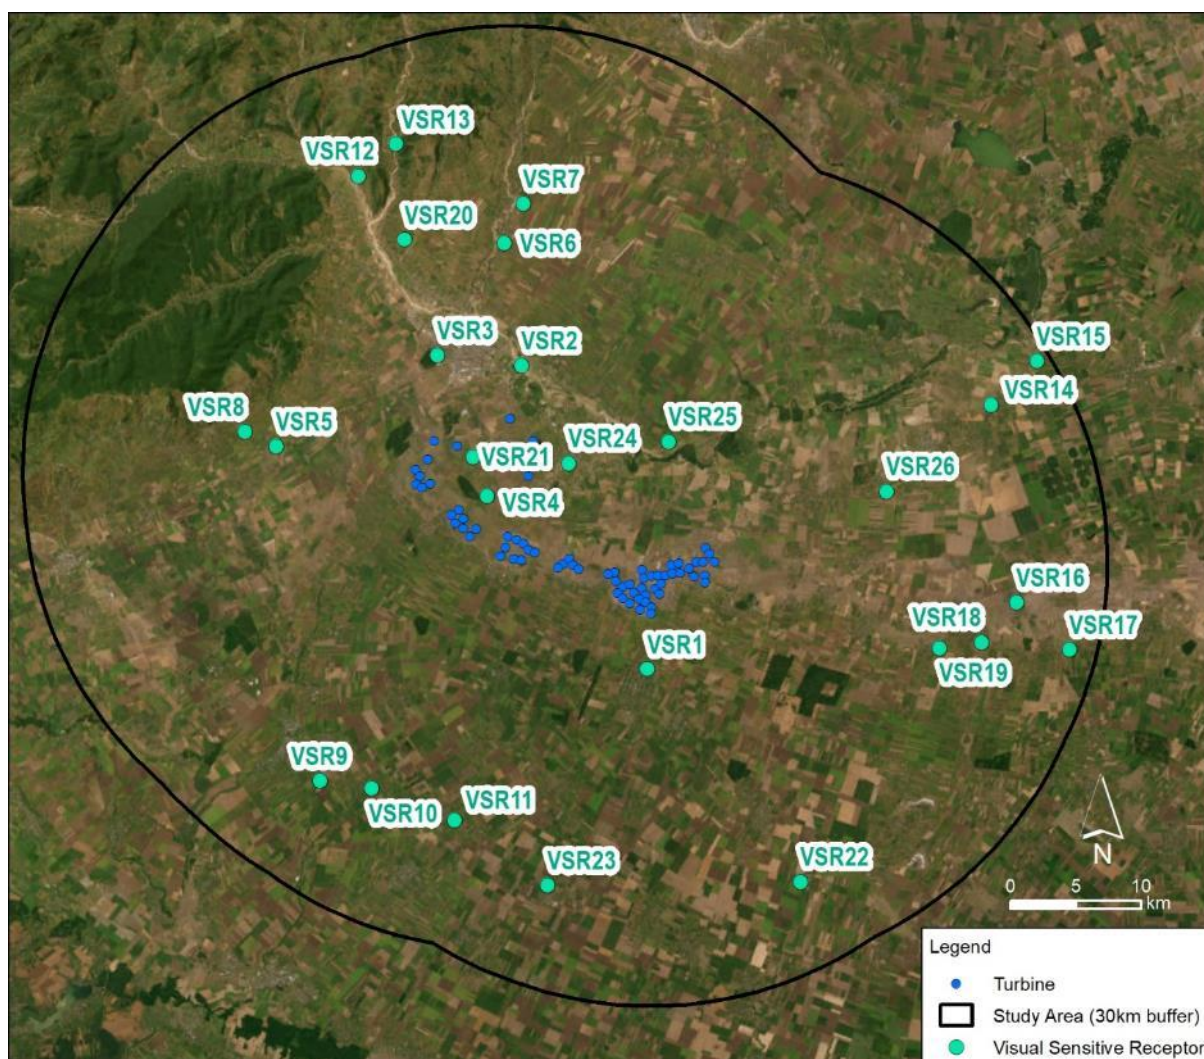 VSR13
VSR12
VSR7
VSR20
VSR6
VSR3
VSR2
VSR15
VSR14
VSR8
VSR5
VSR25
VSR24
VSR21
VSR26
VSR4
VSR16
VSR18
VSR17
VSR1
VSR19
VSR9
VSR11
VSR10
VSR23
VSR22
N
0 5 10
km
Legend
Turbine
Study Area (30km buffer)
Visual Sensitive Receptor